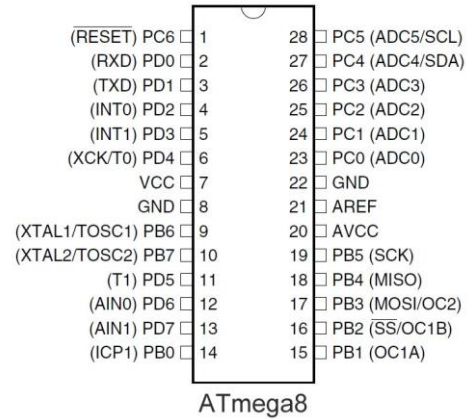 (RESET) PC6 1 28 PC5 (ADC5/SCL)
(RXD) PD0 2 27 PC4 (ADC4/SDA)
(TXD) PD1 3 26 PC3 (ADC3)
(INT0) PD2 4 25 PC2 (ADC2)
(INT1) PD3 5 24 PC1 (ADC1)
(XCK/T0) PD4 6 23 PC0 (ADC0)
VCC 7 22 GND
GND 8 21 AREF
(XTAL1/TOSC1) PB6 9 20 AVCC
(XTAL2/TOSC2) PB7 10 19 PB5 (SCK)
(T1) PD5 11 18 PB4 (MISO)
(AIN0) PD6 12 17 PB3 (MOSI/OC2)
(AIN1) PD7 13 16 PB2 (SS/OC1B)
(ICP1) PB0 14 15 PB1 (OC1A)
ATmega8